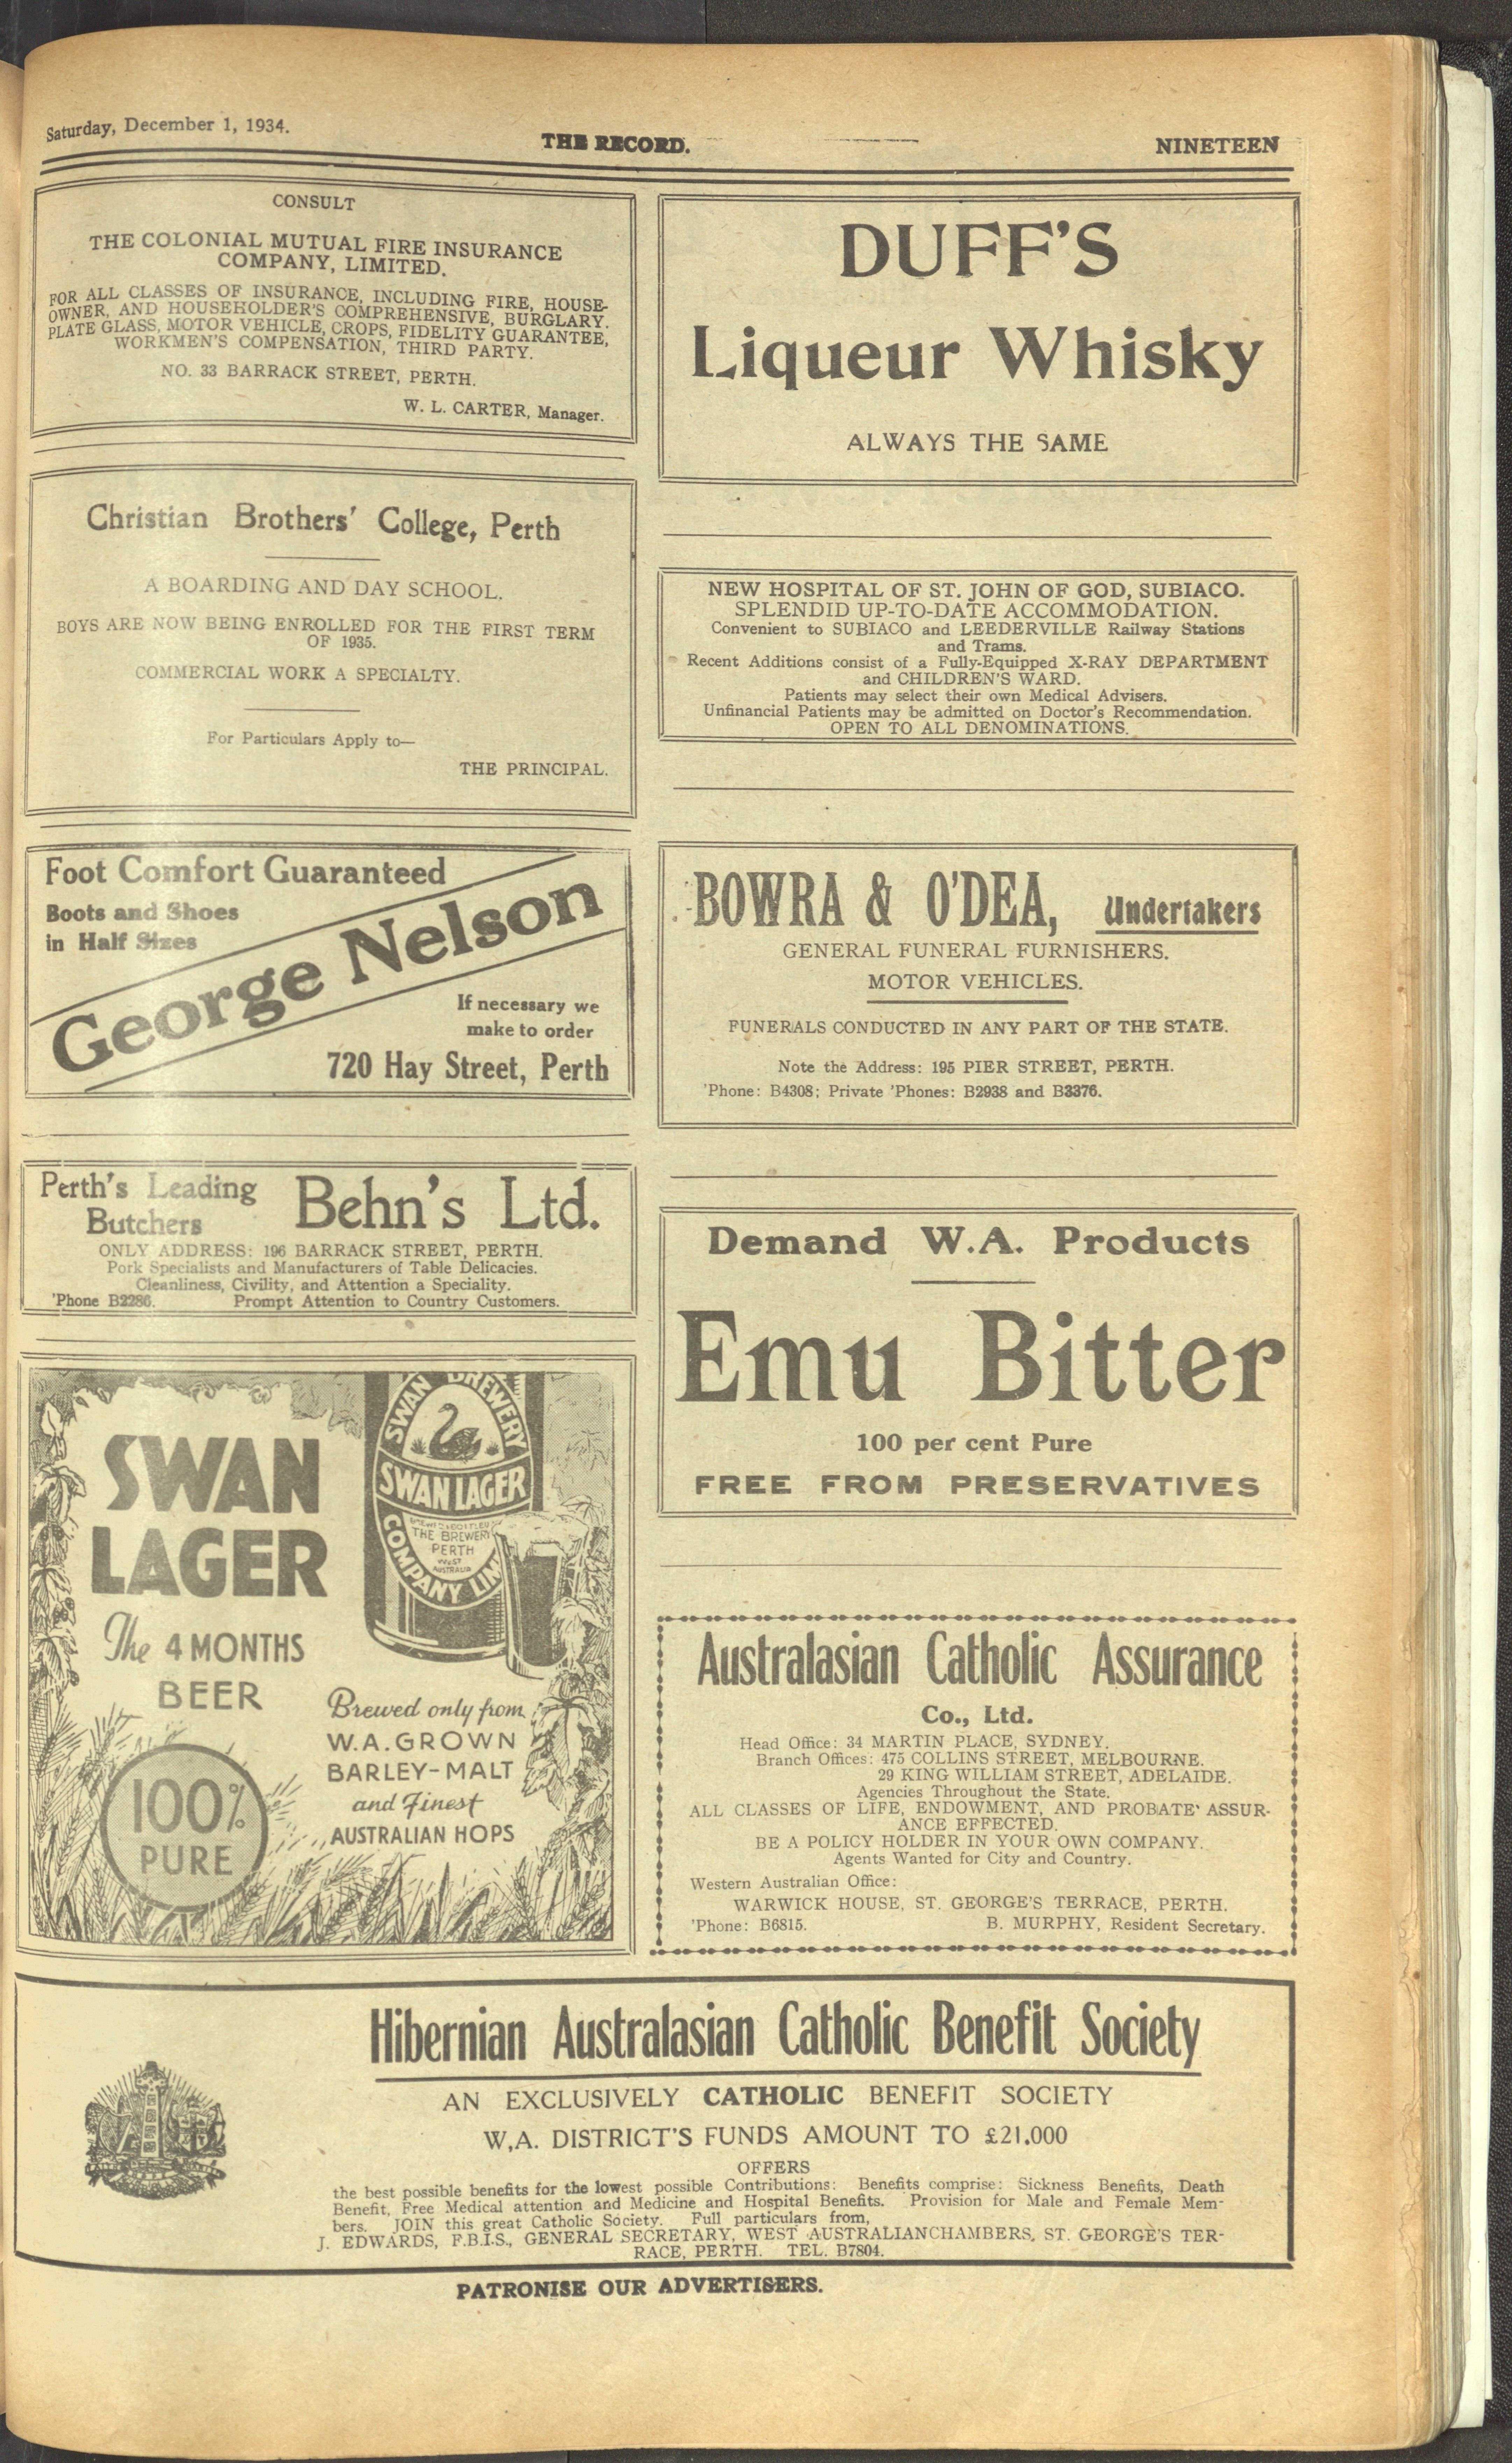 Saturday, December 1, 1934.
THE RECORD.
NINETEEN
CONSULT
THE COLONIAL MUTUAL FIRE INSURANCE
COMPANY, LIMITED.
FOR ALL CLASSES OF INSURANCE, INCLUDING FIRE, HOUSE-
OWNER, AND HOUSEHOLDER'S COMPREHENSIVE, BURGLARY.
PLATE GLASS, MOTOR VEHICLE, CROPS, FIDELITY GUARANTEE,
WORKMEN'S COMPENSATION, THIRD PARTY.
NO. 33 BARRACK STREET, PERTH.
W. L. CARTER, Manager.
Christian Brothers' College, Perth
A BOARDING AND DAY SCHOOL.
BOYS ARE NOW BEING ENROLLED FOR THE FIRST TERM
OF 1935.
COMMERCIAL WORK A SPECIALTY.
For Particulars Apply to—
THE PRINCIPAL.
Foot Comfort Guaranteed
Boots and Shoes
in Half Sizes
George Nelson
If necessary we
make to order
720 Hay Street, Perth
Perth's Leading
Butchers
Behn's Ltd.
ONLY ADDRESS: 196 BARRACK STREET, PERTH.
Pork Specialists and Manufacturers of Table Delicacies.
Cleanliness, Civility, and Attention a Speciality.
'Phone B2286. Prompt Attention to Country Customers.
SWAN
LAGER
The 4 MONTHS
BEER
SWAN BREWERY
SWAN LAGER
THE BREWERY
PERTH
WEST
AUSTRALIA
COMPANY LIM
Brewed only from
W.A. GROWN
BARLEY-MALT
and Finest
AUSTRALIAN HOPS
100%
PURE
DUFF'S
Liqueur Whisky
ALWAYS THE SAME
NEW HOSPITAL OF ST. JOHN OF GOD, SUBIACO.
SPLENDID UP-TO-DATE ACCOMMODATION.
Convenient to SUBIACO and LEEDERVILLE Railway Stations
and Trams.
Recent Additions consist of a Fully-Equipped X-RAY DEPARTMENT
and CHILDREN'S WARD.
Patients may select their own Medical Advisers.
Unfinancial Patients may be admitted on Doctor's Recommendation.
OPEN TO ALL DENOMINATIONS.
BOWRA & O'DEA, Undertakers
GENERAL FUNERAL FURNISHERS.
MOTOR VEHICLES.
FUNERALS CONDUCTED IN ANY PART OF THE STATE.
Note the Address: 195 PIER STREET, PERTH.
'Phone: B4308; Private 'Phones: B2938 and B3376.
Demand W.A. Products
Emu Bitter
100 per cent Pure
FREE FROM PRESERVATIVES
Australasian Catholic Assurance
Co., Ltd.
Head Office: 34 MARTIN PLACE, SYDNEY.
Branch Offices: 475 COLLINS STREET, MELBOURNE.
29 KING WILLIAM STREET, ADELAIDE.
Agencies Throughout the State.
ALL CLASSES OF LIFE, ENDOWMENT, AND PROBATE' ASSUR-
ANCE EFFECTED.
BE A POLICY HOLDER IN YOUR OWN COMPANY.
Agents Wanted for City and Country.
Western Australian Office:
WARWICK HOUSE, ST. GEORGE'S TERRACE, PERTH.
'Phone: B6815. B. MURPHY, Resident Secretary.
Hibernian Australasian Catholic Benefit Society
AN EXCLUSIVELY CATHOLIC BENEFIT SOCIETY
W.A. DISTRICT'S FUNDS AMOUNT TO £21.000
OFFERS
the best possible benefits for the lowest possible Contributions: Benefits comprise: Sickness Benefits, Death
Benefit, Free Medical attention and Medicine and Hospital Benefits. Provision for Male and Female Mem-
bers. JOIN this great Catholic Society. Full particulars from,
J. EDWARDS, F.B.I.S., GENERAL SECRETARY, WEST AUSTRALIANCHAMBERS, ST. GEORGE'S TER-
RACE, PERTH. TEL. B7804.
PATRONISE OUR ADVERTISERS.